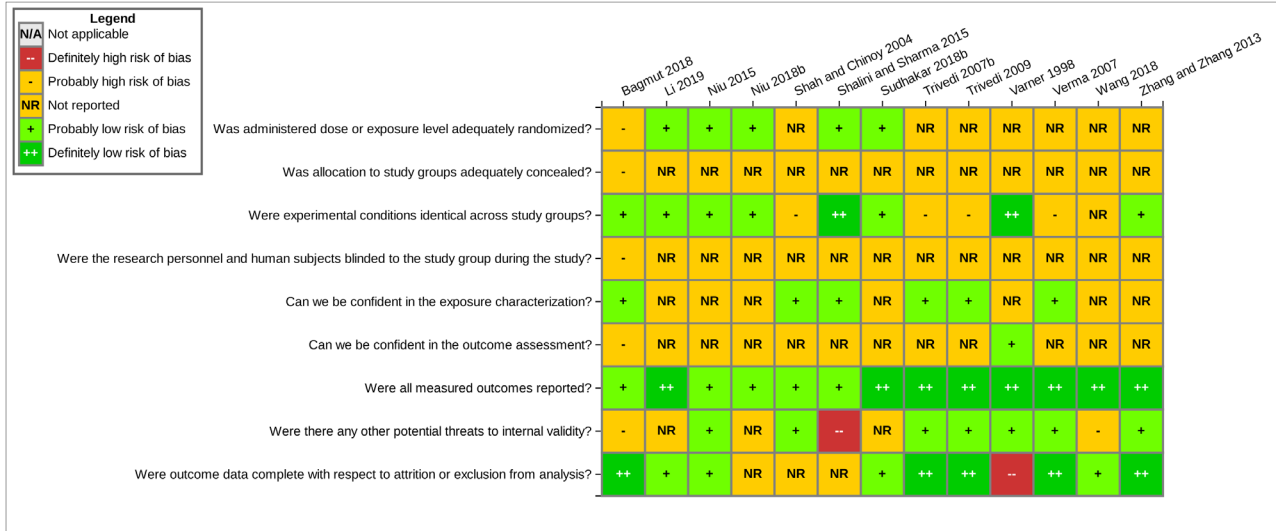 Legend
N/A Not applicable
-- Definitely high risk of bias
- Probably high risk of bias
NR Not reported
+ Probably low risk of bias
++ Definitely low risk of bias
Bagmut 2018
Li 2019
Niu 2015
Niu 2018b
Shah and Chinoy 2004
Shalini and Sharma 2015
Sudhakar 2018b
Trivedi 2007b
Trivedi 2009
Varner 1998
Verma 2007
Wang 2018
Zhang and Zhang 2013
Was administered dose or exposure level adequately randomized? - + + + NR + + NR NR NR NR NR NR
Was allocation to study groups adequately concealed? - NR NR NR NR NR NR NR NR NR NR NR NR
Were experimental conditions identical across study groups? + + + + - ++ + - - ++ - NR +
Were the research personnel and human subjects blinded to the study group during the study? - NR NR NR NR NR NR NR NR NR NR NR NR
Can we be confident in the exposure characterization? + NR NR NR + + NR + + NR + NR NR
Can we be confident in the outcome assessment? - NR NR NR NR NR NR NR NR + NR NR NR
Were all measured outcomes reported? + ++ + + + + ++ ++ ++ ++ ++ ++ ++
Were there any other potential threats to internal validity? - NR + NR + -- NR + + + + - +
Were outcome data complete with respect to attrition or exclusion from analysis? ++ + + NR NR NR + ++ ++ -- ++ + ++